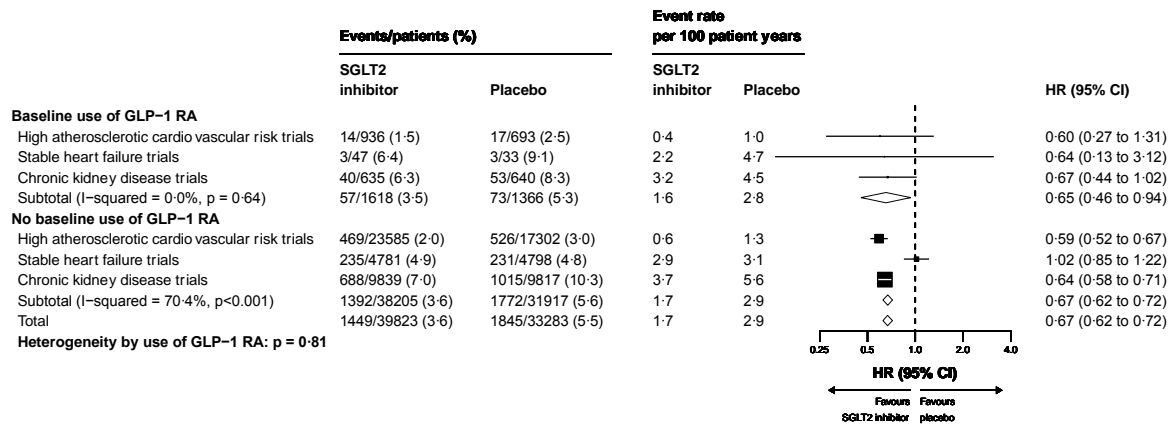 Events/patients (%) Event rate per 100 patient years
SGLT2 inhibitor Placebo SGLT2 inhibitor Placebo HR (95% CI)
Baseline use of GLP−1 RA
High atherosclerotic cardio vascular risk trials 14/936 (1·5) 17/693 (2·5) 0·4 1·0 0·60 (0·27 to 1·31)
Stable heart failure trials 3/47 (6·4) 3/33 (9·1) 2·2 4·7 0·64 (0·13 to 3·12)
Chronic kidney disease trials 40/635 (6·3) 53/640 (8·3) 3·2 4·5 0·67 (0·44 to 1·02)
Subtotal (I−squared = 0·0%, p = 0·64) 57/1618 (3·5) 73/1366 (5·3) 1·6 2·8 0·65 (0·46 to 0·94)
No baseline use of GLP−1 RA
High atherosclerotic cardio vascular risk trials 469/23585 (2·0) 526/17302 (3·0) 0·6 1·3 0·59 (0·52 to 0·67)
Stable heart failure trials 235/4781 (4·9) 231/4798 (4·8) 2·9 3·1 1·02 (0·85 to 1·22)
Chronic kidney disease trials 688/9839 (7·0) 1015/9817 (10·3) 3·7 5·6 0·64 (0·58 to 0·71)
Subtotal (I−squared = 70·4%, p<0·001) 1392/38205 (3·6) 1772/31917 (5·6) 1·7 2·9 0·67 (0·62 to 0·72)
Total 1449/39823 (3·6) 1845/33283 (5·5) 1·7 2·9 0·67 (0·62 to 0·72)
Heterogeneity by use of GLP−1 RA: p = 0·81
0·25 0·5 1·0 2·0 4·0
HR (95% CI)
Favours SGLT2 inhibitor Favours placebo